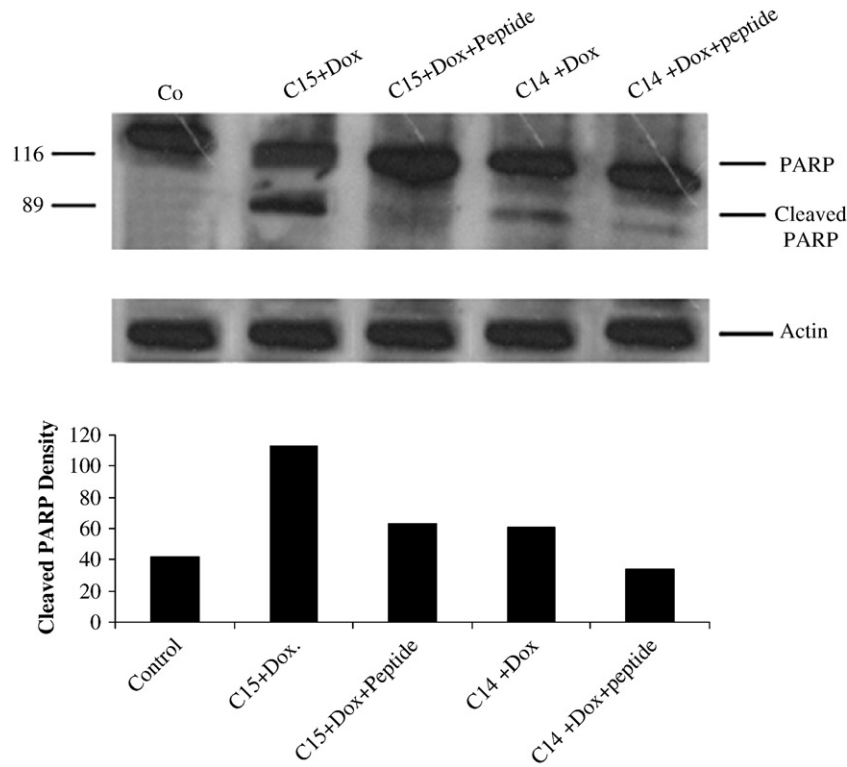 Co
C15+Dox
C15+Dox+Peptide
C14 +Dox
C14 +Dox+peptide
116
PARP
89
Cleaved
PARP
Actin
Cleaved PARP Density
120
100
80
60
40
20
0
Control
C15+Dox.
C15+Dox+Peptide
C14 +Dox
C14 +Dox+peptide